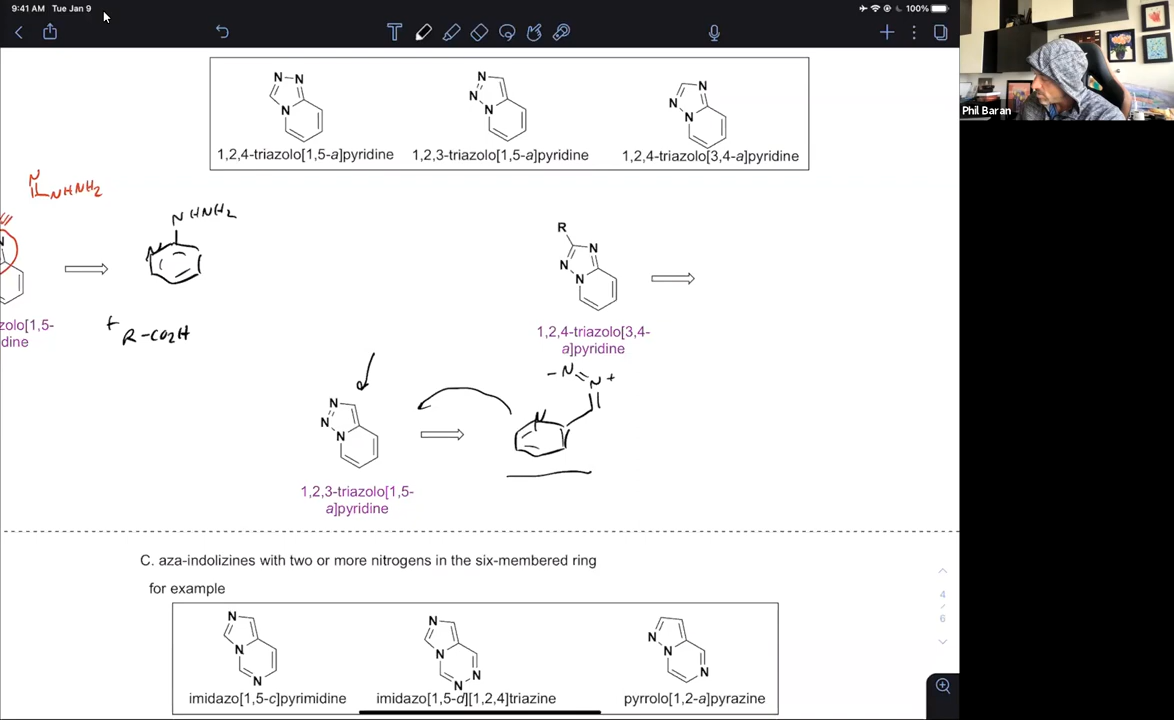 9:41 AM Tue Jan 9
100%
Phil Baran
N N N
N N N
N N N
1,2,4-triazolo[1,5-a]pyridine 1,2,3-triazolo[1,5-a]pyridine 1,2,4-triazolo[3,4-a]pyridine
N
NHNH2
NHNH2
N
N
R
N N N
zolo[1,5-
dine
+ R-CO2H
1,2,4-triazolo[3,4-
a]pyridine
- N = N +
N
N N N
1,2,3-triazolo[1,5-
a]pyridine
C. aza-indolizines with two or more nitrogens in the six-membered ring
for example
N N N
N N N N
N N N
imidazo[1,5-c]pyrimidine imidazo[1,5-d][1,2,4]triazine pyrrolo[1,2-a]pyrazine
4
/
6